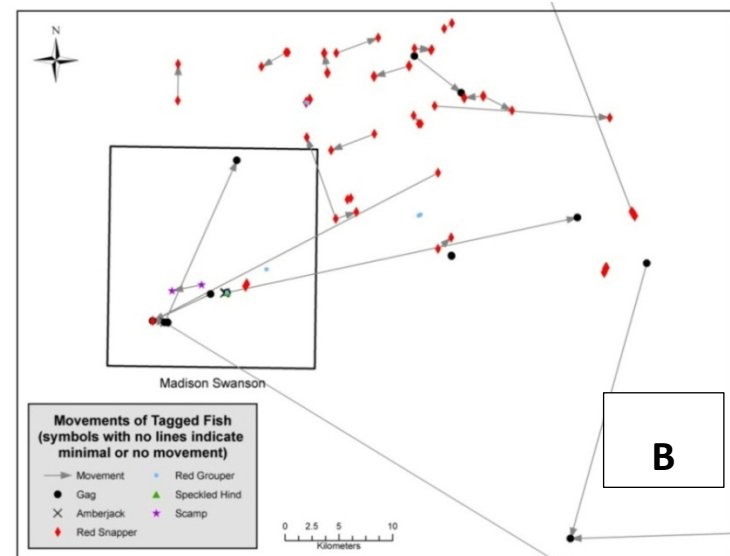 N
Madison Swanson
Movements of Tagged Fish
(symbols with no lines indicate
minimal or no movement)
Movement
Gag
Amberjack
Red Snapper
Red Grouper
Speckled Hind
Scamp
0 2.5 5 10
Kilometers
B